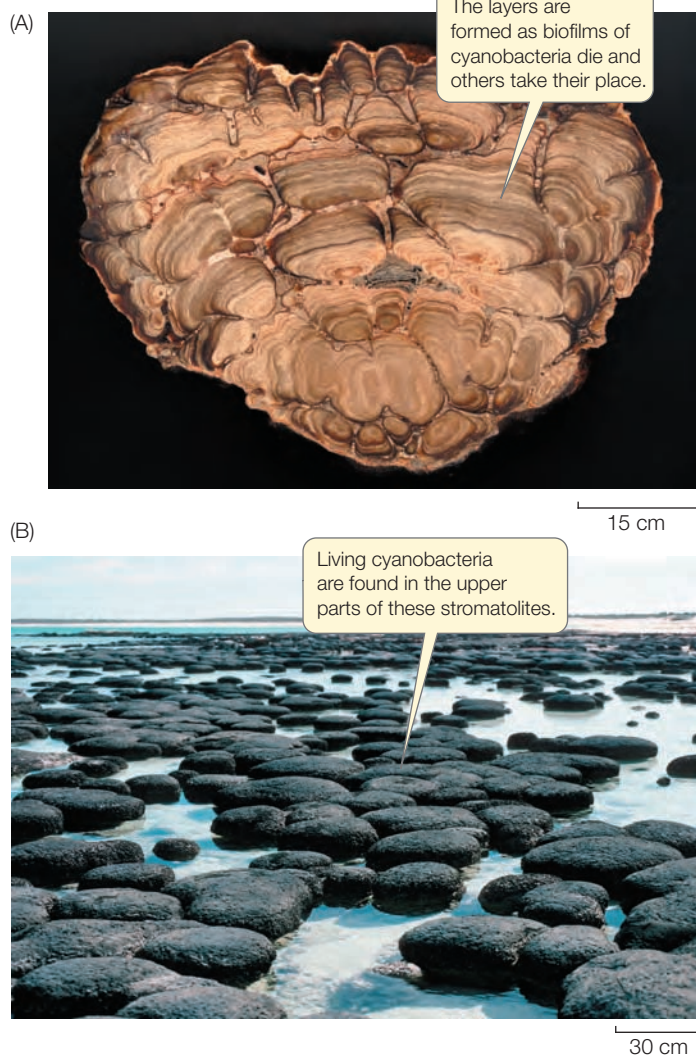 (A)
The layers are
formed as biofilms of
cyanobacteria die and
others take their place.
15 cm
(B)
Living cyanobacteria
are found in the upper
parts of these stromatolites.
30 cm